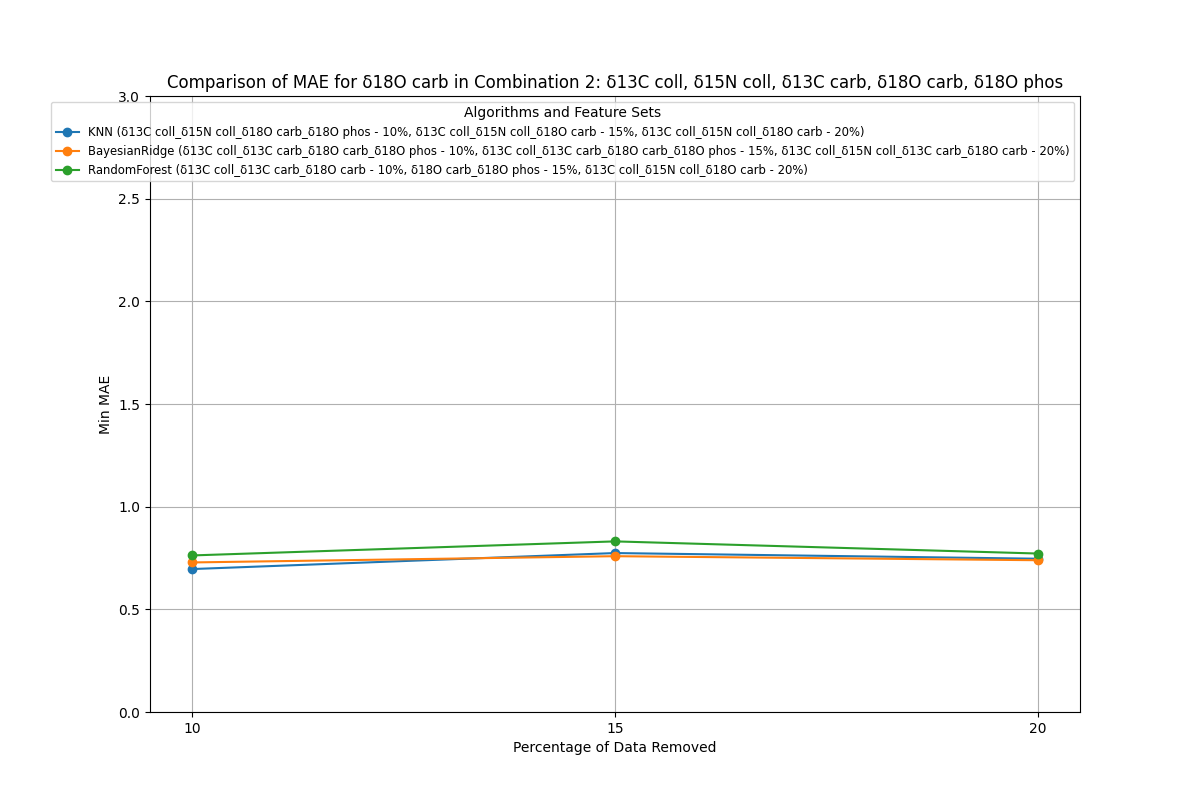 Comparison of MAE for δ18O carb in Combination 2: δ13C coll, δ15N coll, δ13C carb, δ18O carb, δ18O phos
3.0
Algorithms and Feature Sets
KNN (δ13C coll_δ15N coll_δ18O carb_δ18O phos - 10%, δ13C coll_δ15N coll_δ18O carb - 15%, δ13C coll_δ15N coll_δ18O carb - 20%)
BayesianRidge (δ13C coll_δ13C carb_δ18O carb_δ18O phos - 10%, δ13C coll_δ13C carb_δ18O carb_δ18O phos - 15%, δ13C coll_δ15N coll_δ13C carb_δ18O carb - 20%)
RandomForest (δ13C coll_δ13C carb_δ18O carb - 10%, δ18O carb_δ18O phos - 15%, δ13C coll_δ15N coll_δ18O carb - 20%)
2.5
2.0
1.5
Min MAE
1.0
0.5
0.0
10
15
20
Percentage of Data Removed